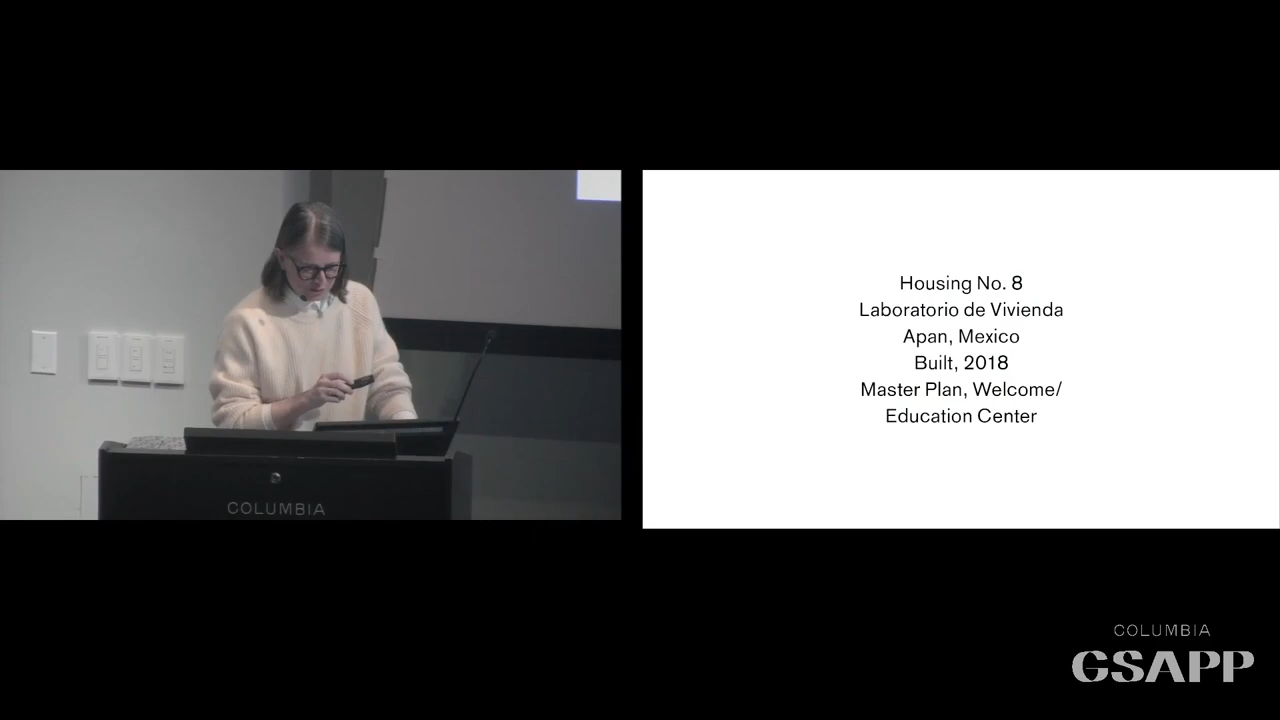 Housing No. 8
Laboratorio de Vivienda
Apan, Mexico
Built, 2018
Master Plan, Welcome/
Education Center
COLUMBIA
COLUMBIA
GSAPP